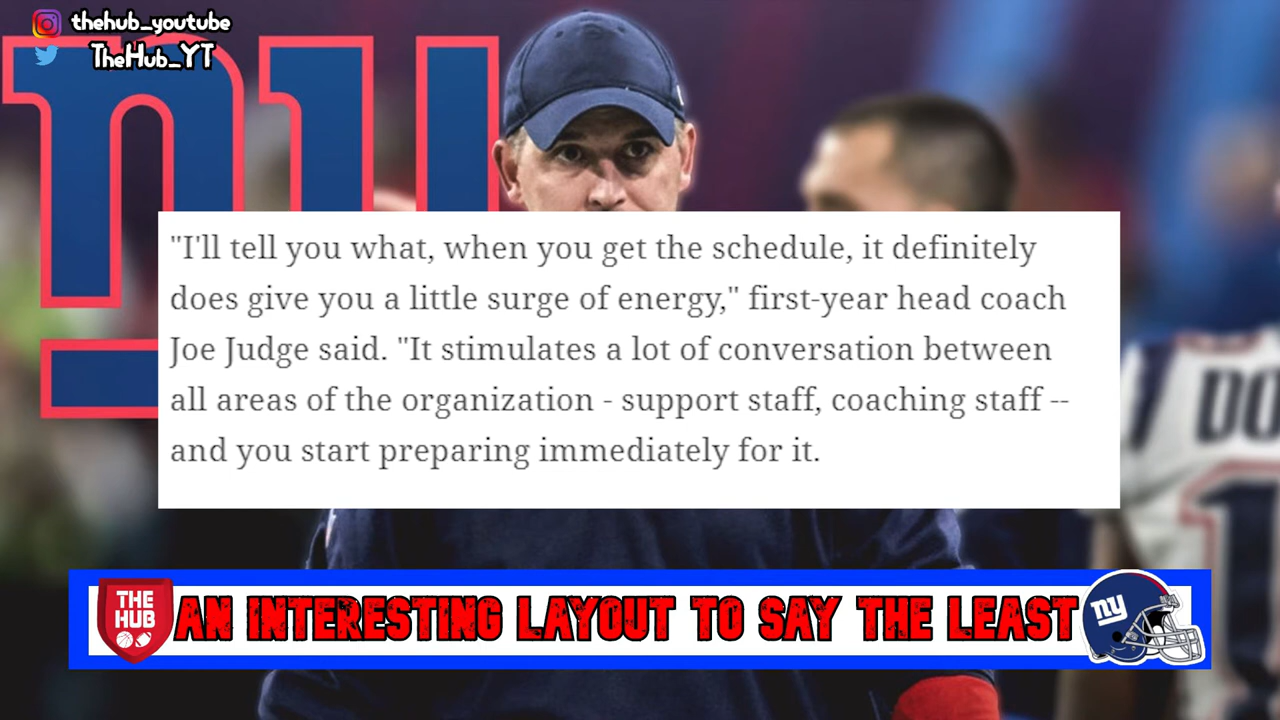 thehub_youtube
TheHub_YT
ny
"I'll tell you what, when you get the schedule, it definitely
does give you a little surge of energy," first-year head coach
Joe Judge said. "It stimulates a lot of conversation between
all areas of the organization - support staff, coaching staff --
and you start preparing immediately for it.
DO
1
THE
HUB
AN INTERESTING LAYOUT TO SAY THE LEAST
ny